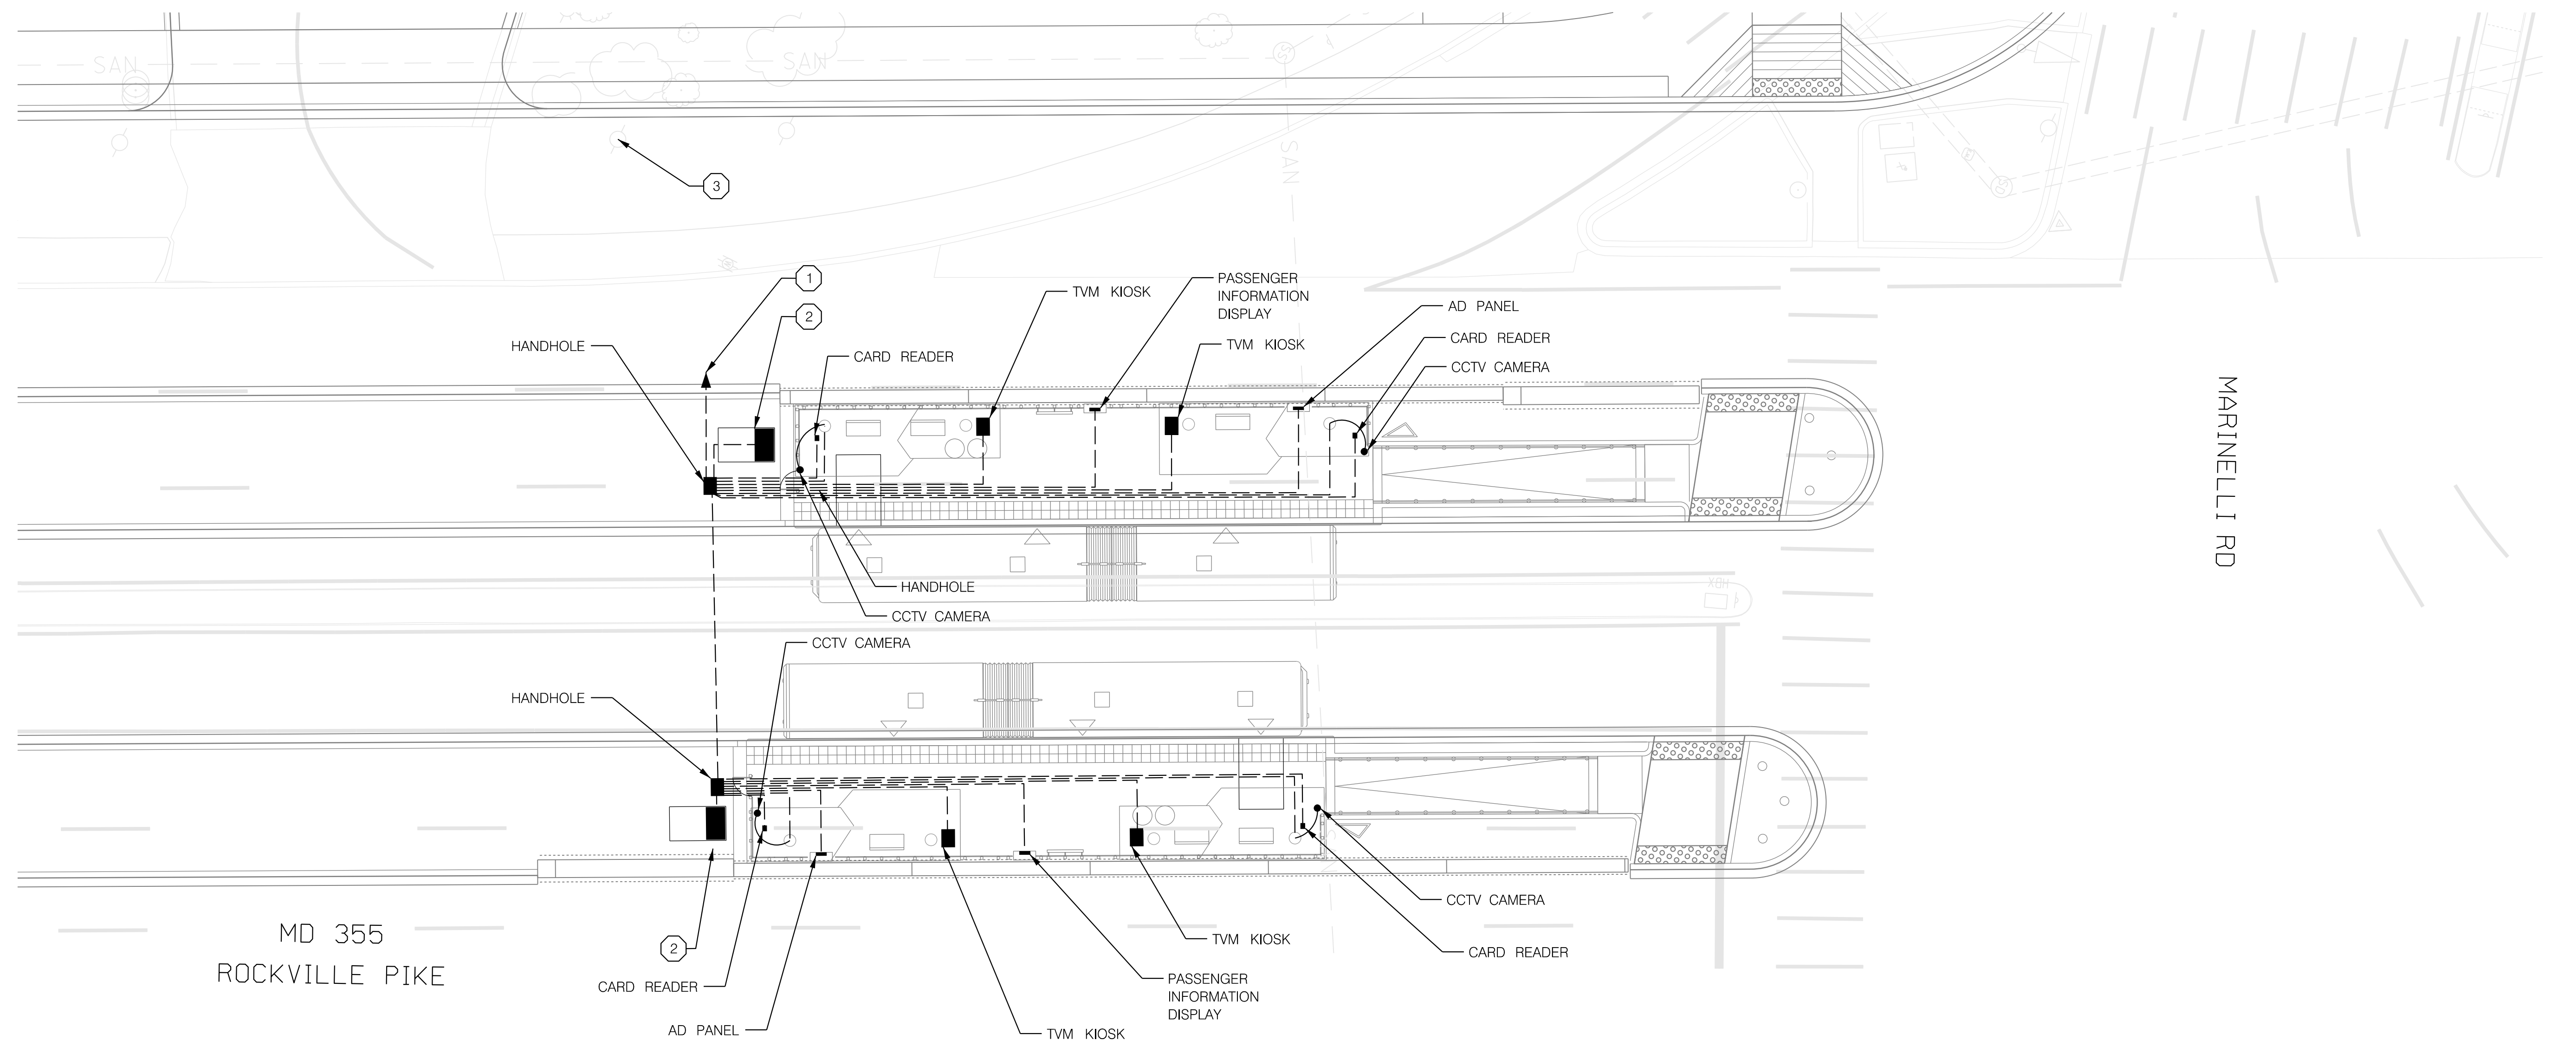 SAN
SAN
3
SAN
1
2
PASSENGER
INFORMATION
DISPLAY
TVM KIOSK
AD PANEL
CARD READER
CCTV CAMERA
TVM KIOSK
HANDHOLE
CARD READER
MARINELLI RD
HANDHOLE
CCTV CAMERA
CCTV CAMERA
HANDHOLE
CCTV CAMERA
TVM KIOSK
CARD READER
MD 355
ROCKVILLE PIKE
2
CARD READER
PASSENGER
INFORMATION
DISPLAY
AD PANEL
TVM KIOSK